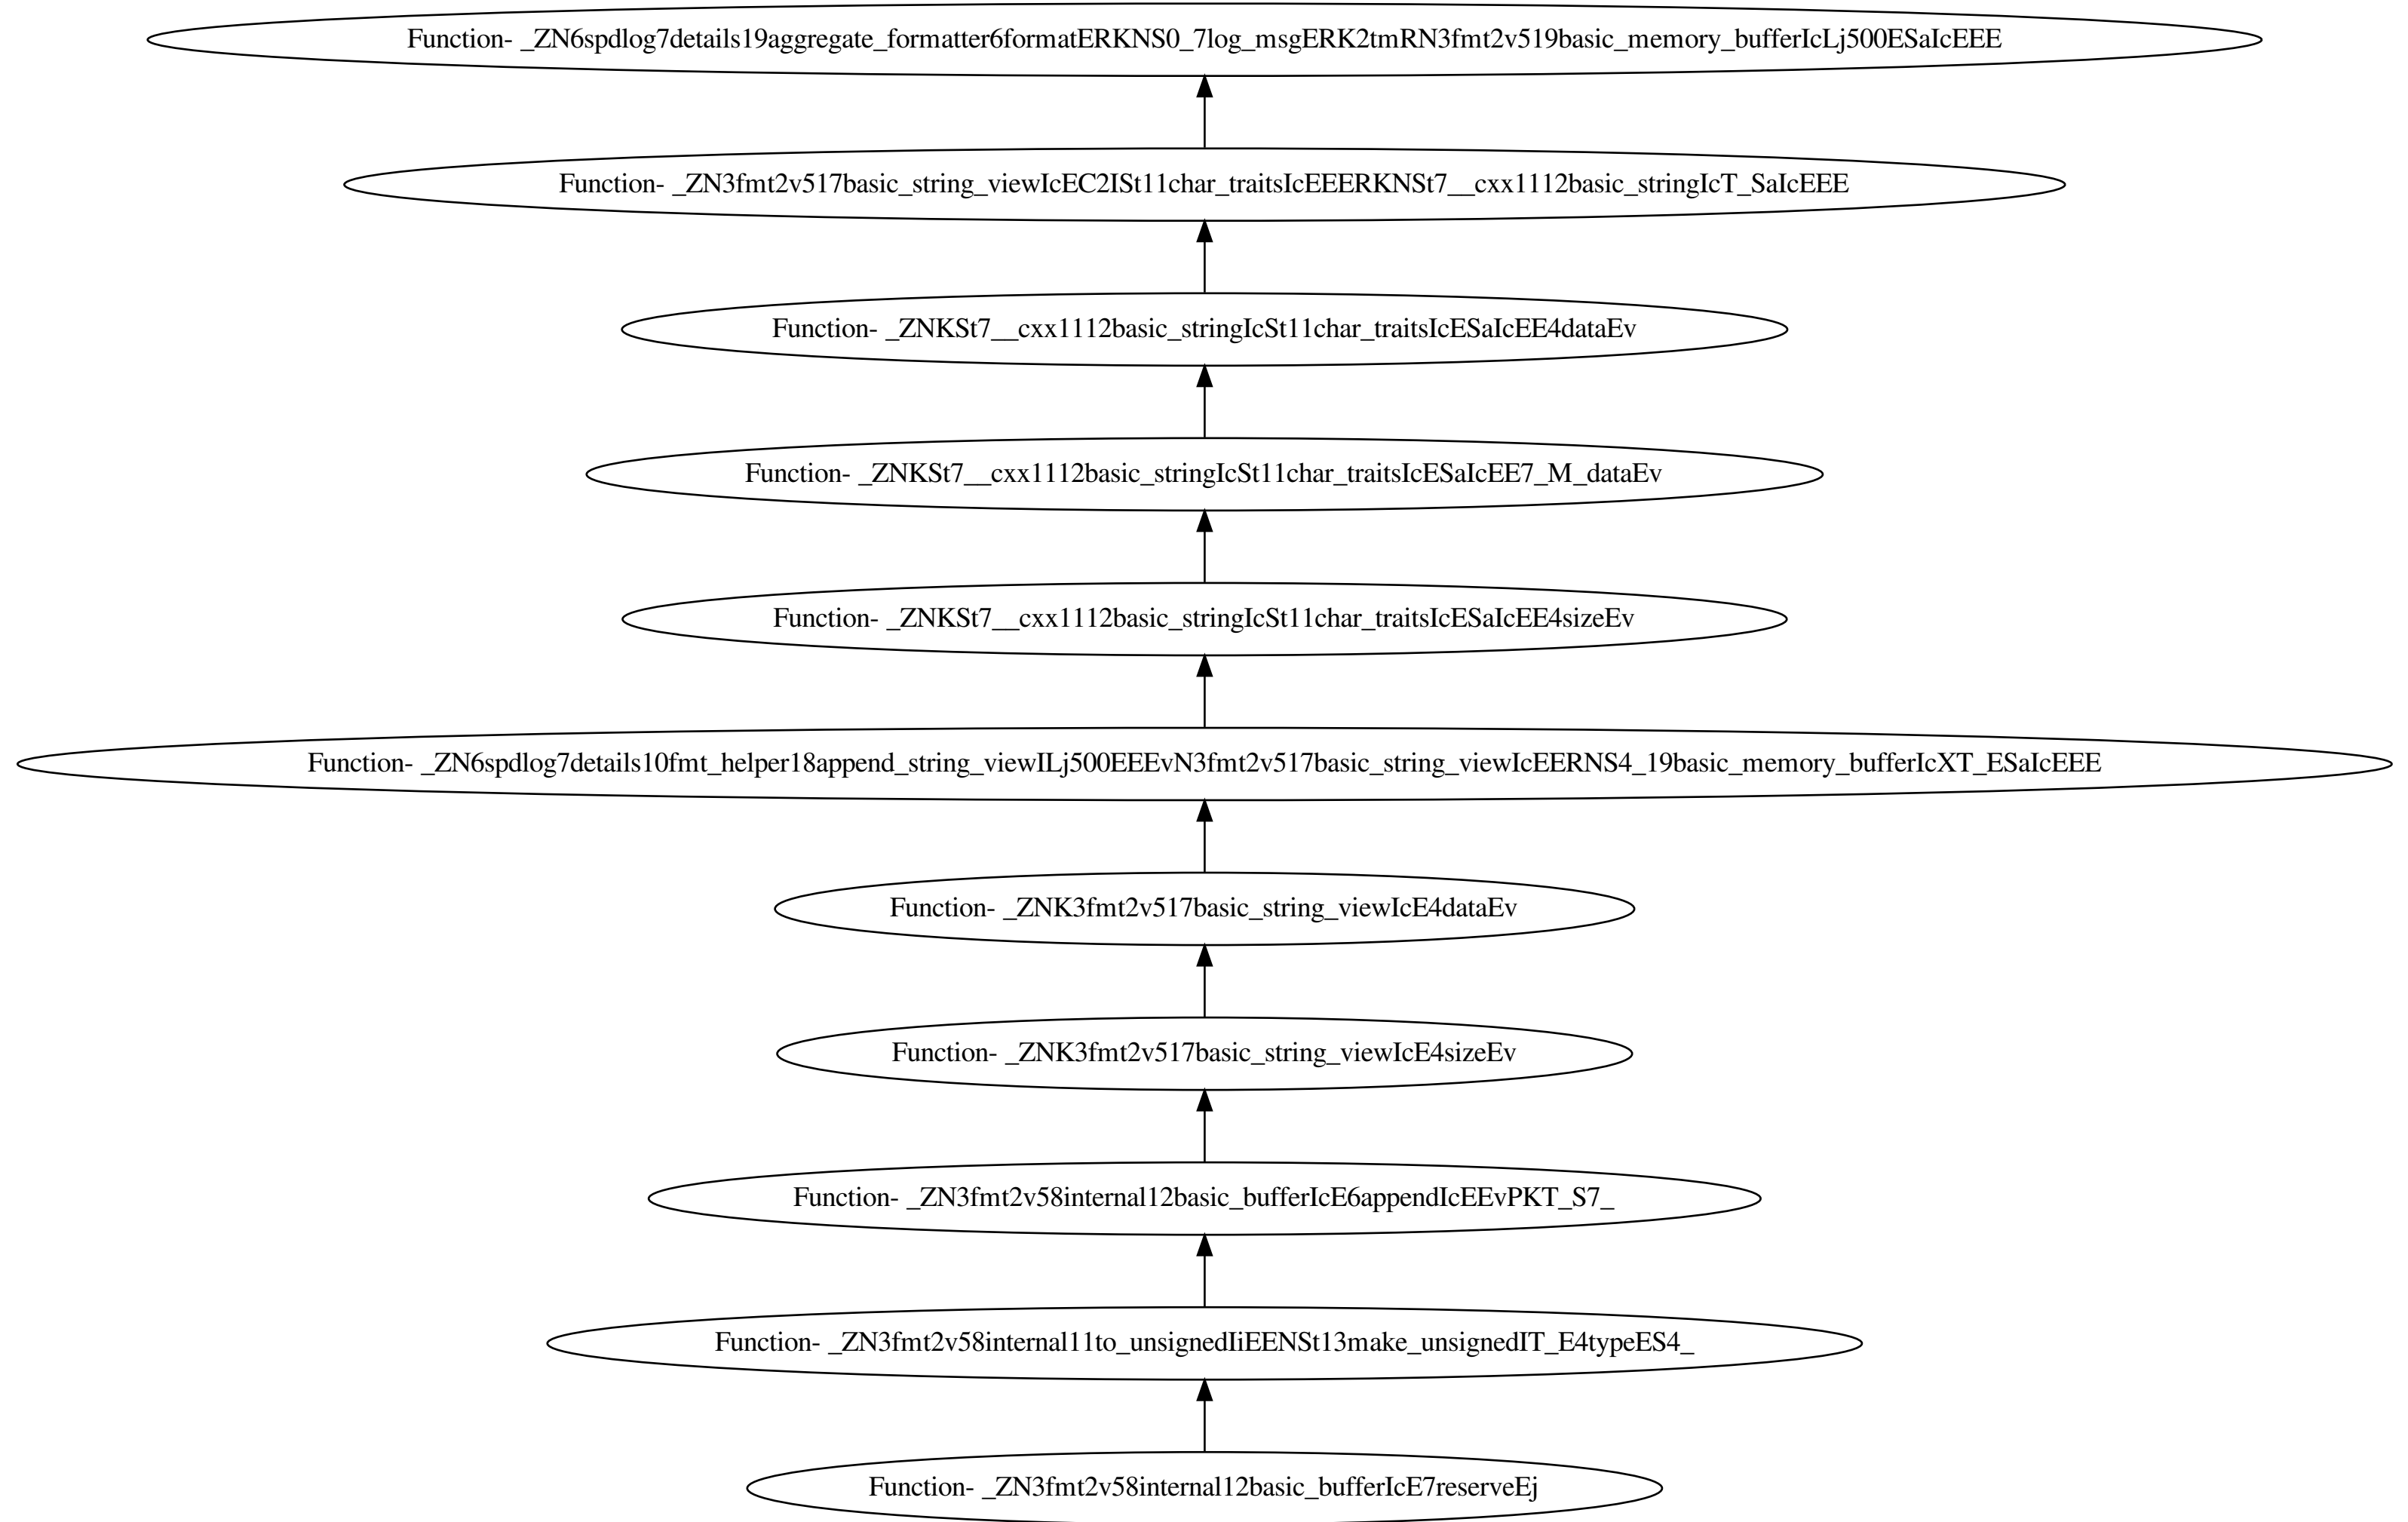 Function- _ZN6spdlog7details19aggregate_formatter6formatERKNS0_7log_msgERK2tmRN3fmt2v519basic_memory_bufferIcLj500ESaIcEEE
Function- _ZN3fmt2v517basic_string_viewIcEC2ISt11char_traitsIcEEERKNSt7__cxx1112basic_stringIcT_SaIcEEE
Function- _ZNKSt7__cxx1112basic_stringIcSt11char_traitsIcESaIcEE4dataEv
Function- _ZNKSt7__cxx1112basic_stringIcSt11char_traitsIcESaIcEE7_M_dataEv
Function- _ZNKSt7__cxx1112basic_stringIcSt11char_traitsIcESaIcEE4sizeEv
Function- _ZN6spdlog7details10fmt_helper18append_string_viewILj500EEEvN3fmt2v517basic_string_viewIcEERNS4_19basic_memory_bufferIcXT_ESaIcEEE
Function- _ZNK3fmt2v517basic_string_viewIcE4dataEv
Function- _ZNK3fmt2v517basic_string_viewIcE4sizeEv
Function- _ZN3fmt2v58internal12basic_bufferIcE6appendIcEEvPKT_S7_
Function- _ZN3fmt2v58internal11to_unsignedIiEENSt13make_unsignedIT_E4typeES4_
Function- _ZN3fmt2v58internal12basic_bufferIcE7reserveEj